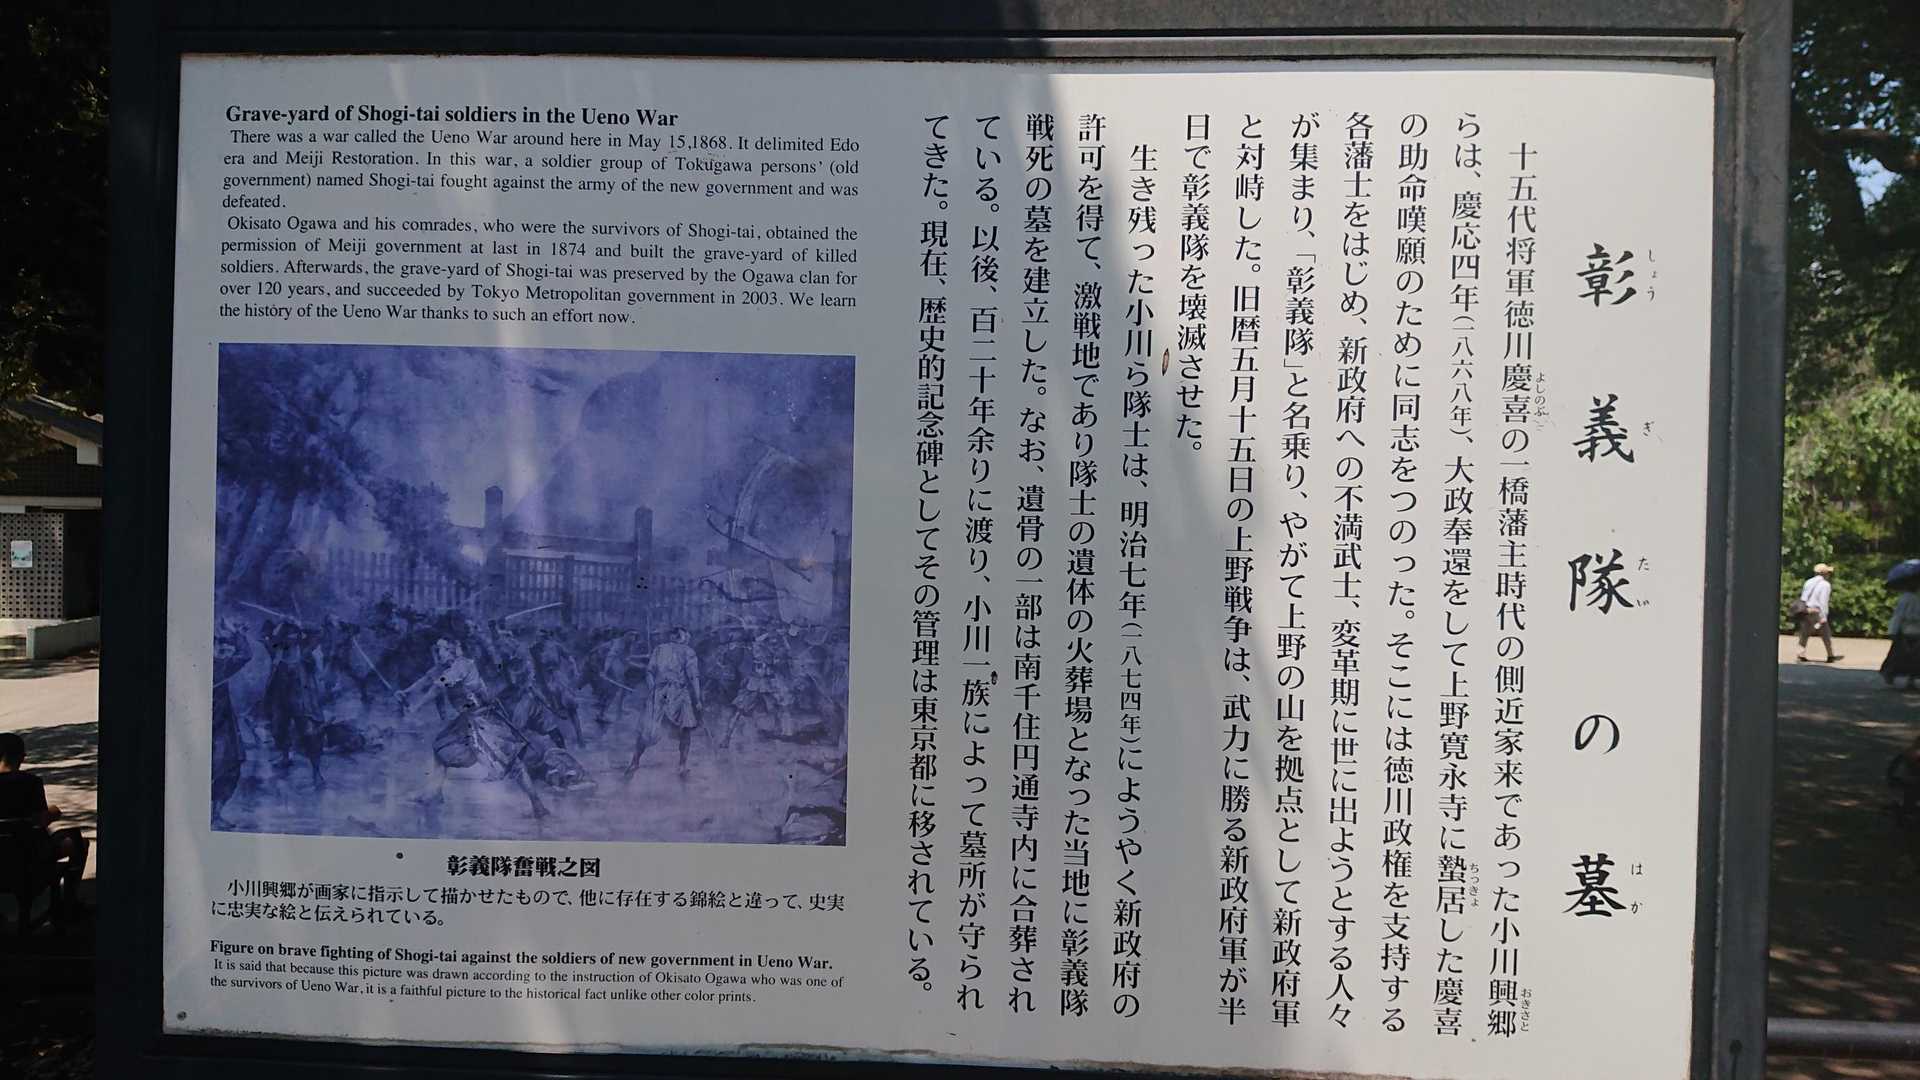 Grave-yard of Shogi-tai soldiers in the Ueno War
There was a war called the Ueno War around here in May 15,1868. It delimited Edo
era and Meiji Restoration. In this war, a soldier group of Tokugawa persons' (old
government) named Shogi-tai fought against the army of the new government and was
defeated.
Okisato Ogawa and his comrades, who were the survivors of Shogi-tai, obtained the
permission of Meiji government at last in 1874 and built the grave-yard of killed
soldiers. Afterwards, the grave-yard of Shogi-tai was preserved by the Ogawa clan for
over 120 years, and succeeded by Tokyo Metropolitan government in 2003. We learn
the history of the Ueno War thanks to such an effort now.
彰義隊奮戦之図
小川興郷が画家に指示して描かせたもので、他に存在する錦絵と違って、史実
に忠実な絵と伝えられている。
Figure on brave fighting of Shogi-tai against the soldiers of new government in Ueno War.
It is said that because this picture was drawn according to the instruction of Okisato Ogawa who was one of
the survivors of Ueno War, it is a faithful picture to the historical fact unlike other color prints.
彰義隊の墓
しょうぎたいはか
十五代将軍徳川慶喜の一橋藩主時代の側近家来であった小川興郷
よしのぶ
おきさと
らは、慶応四年(一八六八年)、大政奉還をして上野寛永寺に蟄居した慶喜
ちっきょ
の助命嘆願のために同志をつのった。そこには徳川政権を支持する
各藩士をはじめ、新政府への不満武士、変革期に世に出ようとする人々
が集まり、「彰義隊」と名乗り、やがて上野の山を拠点として新政府軍
と対峙した。旧暦五月十五日の上野戦争は、武力に勝る新政府軍が半
日で彰義隊を壊滅させた。
生き残った小川ら隊士は、明治七年(一八七四年)にようやく新政府の
許可を得て、激戦地であり隊士の遺体の火葬場となった当地に彰義隊
戦死の墓を建立した。なお、遺骨の一部は南千住円通寺内に合葬され
ている。以後、百二十年余りに渡り、小川一族によって墓所が守られ
てきた。現在、歴史的記念碑としてその管理は東京都に移されている。